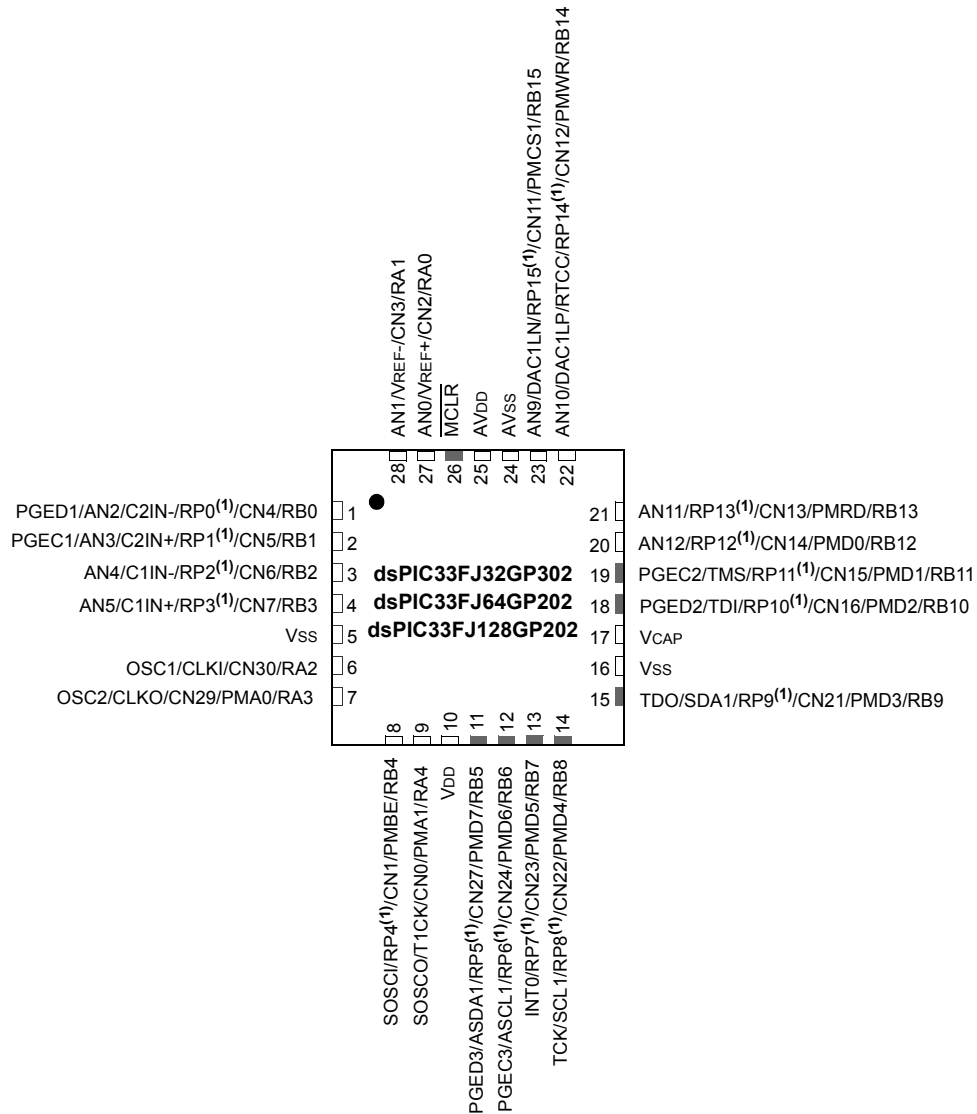 AN1/VREF-/CN3/RA1
AN0/VREF+/CN2/RA0
MCLR
AVDD
AVSS
AN9/DAC1LN/RP15(1)/CN11/PMCS1/RB15
AN10/DAC1LP/RTCC/RP14(1)/CN12/PMWR/RB14
28
27
26
25
24
23
22
PGED1/AN2/C2IN-/RP0(1)/CN4/RB0
1
PGEC1/AN3/C2IN+/RP1(1)/CN5/RB1
2
AN4/C1IN-/RP2(1)/CN6/RB2
3
AN5/C1IN+/RP3(1)/CN7/RB3
4
VSS
5
OSC1/CLKI/CN30/RA2
6
OSC2/CLKO/CN29/PMA0/RA3
7
dsPIC33FJ32GP302
dsPIC33FJ64GP202
dsPIC33FJ128GP202
21
AN11/RP13(1)/CN13/PMRD/RB13
20
AN12/RP12(1)/CN14/PMD0/RB12
19
PGEC2/TMS/RP11(1)/CN15/PMD1/RB11
18
PGED2/TDI/RP10(1)/CN16/PMD2/RB10
17
VCAP
16
VSS
15
TDO/SDA1/RP9(1)/CN21/PMD3/RB9
8
9
10
11
12
13
14
SOSCI/RP4(1)/CN1/PMBE/RB4
SOSCO/T1CK/CN0/PMA1/RA4
VDD
PGED3/ASDA1/RP5(1)/CN27/PMD7/RB5
PGEC3/ASCL1/RP6(1)/CN24/PMD6/RB6
INT0/RP7(1)/CN23/PMD5/RB7
TCK/SCL1/RP8(1)/CN22/PMD4/RB8